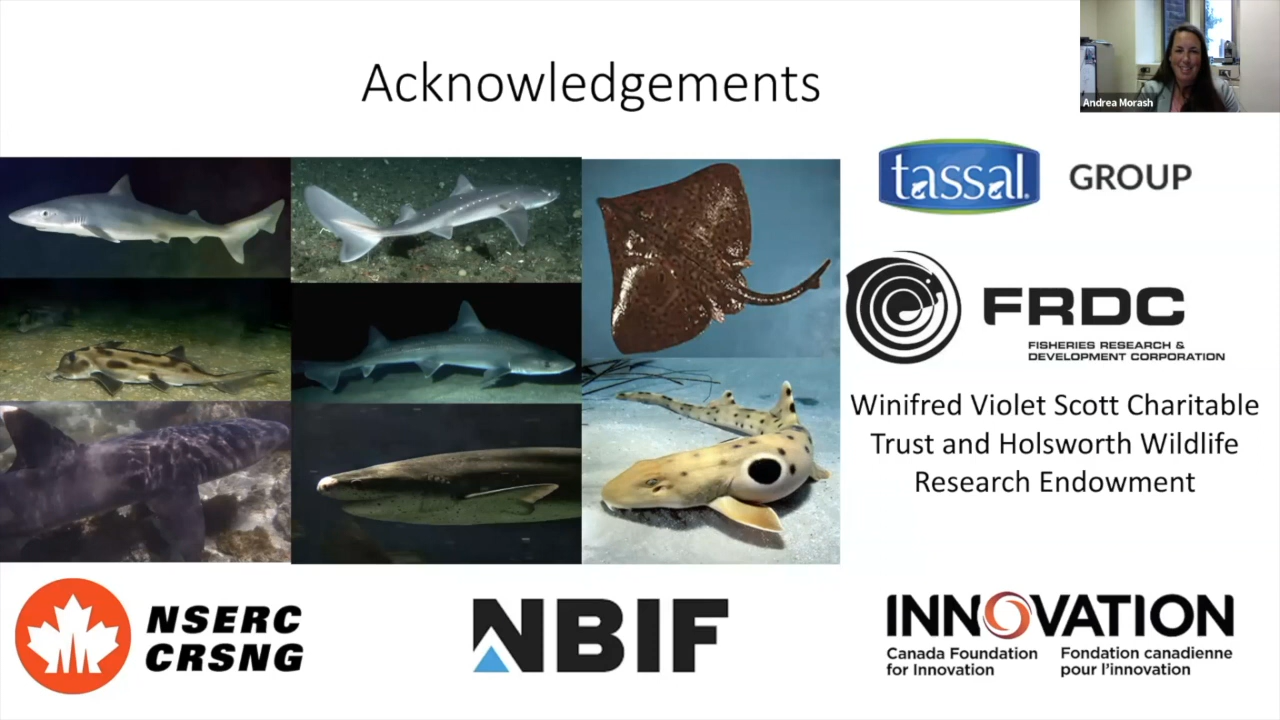 Acknowledgements
Andrea Morash
tassal.
GROUP
FRDC
FISHERIES RESEARCH &
DEVELOPMENT CORPORATION
Winifred Violet Scott Charitable
Trust and Holsworth Wildlife
Research Endowment
NSERC
CRSNG
NBIF
INNOVATION
Canada Foundation
for Innovation
Fondation canadienne
pour l'innovation